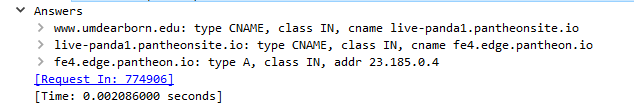 Answers
www.umdearborn.edu: type CNAME, class IN, cname live-panda1.pantheonsite.io
live-panda1.pantheonsite.io: type CNAME, class IN, cname fe4.edge.pantheon.io
fe4.edge.pantheon.io: type A, class IN, addr 23.185.0.4
[Request In: 774906]
[Time: 0.002086000 seconds]